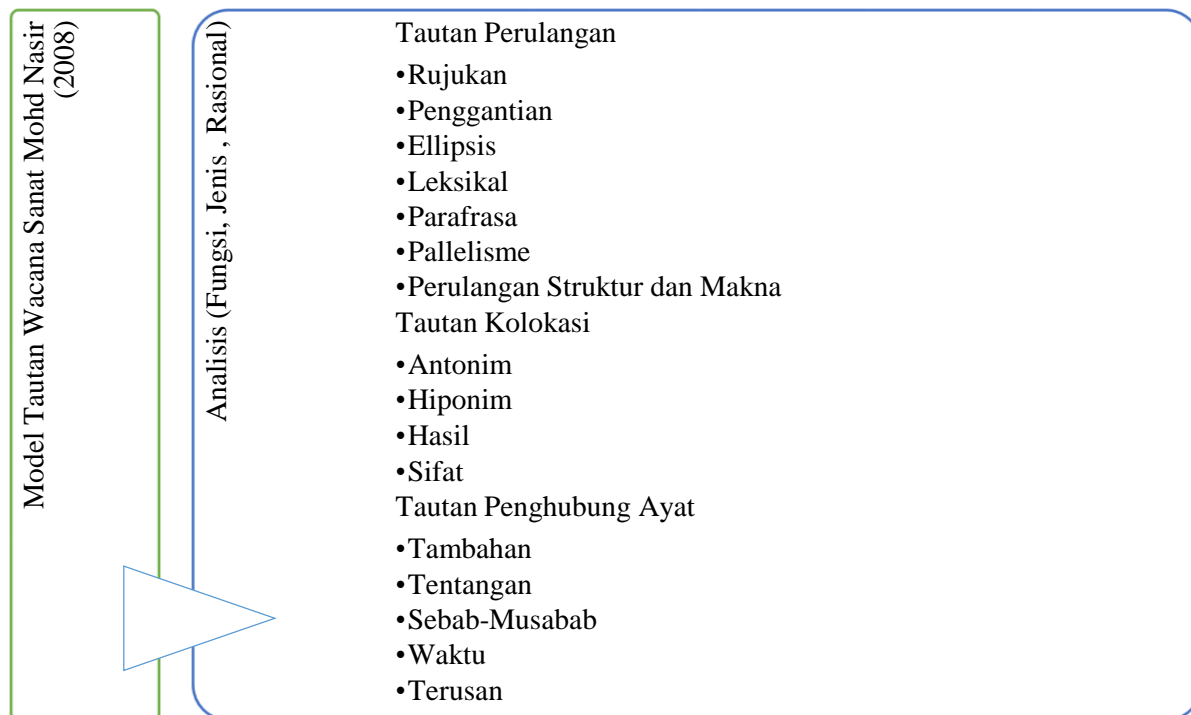 Model Tautan Wacana Sanat Mohd Nasir
(2008)
Analisis (Fungsi, Jenis , Rasional)
Tautan Perulangan
•Rujukan
•Penggantian
•Ellipsis
•Leksikal
•Parafrasa
•Pallelisme
•Perulangan Struktur dan Makna
Tautan Kolokasi
•Antonim
•Hiponim
•Hasil
•Sifat
Tautan Penghubung Ayat
•Tambahan
•Tentangan
•Sebab-Musabab
•Waktu
•Terusan